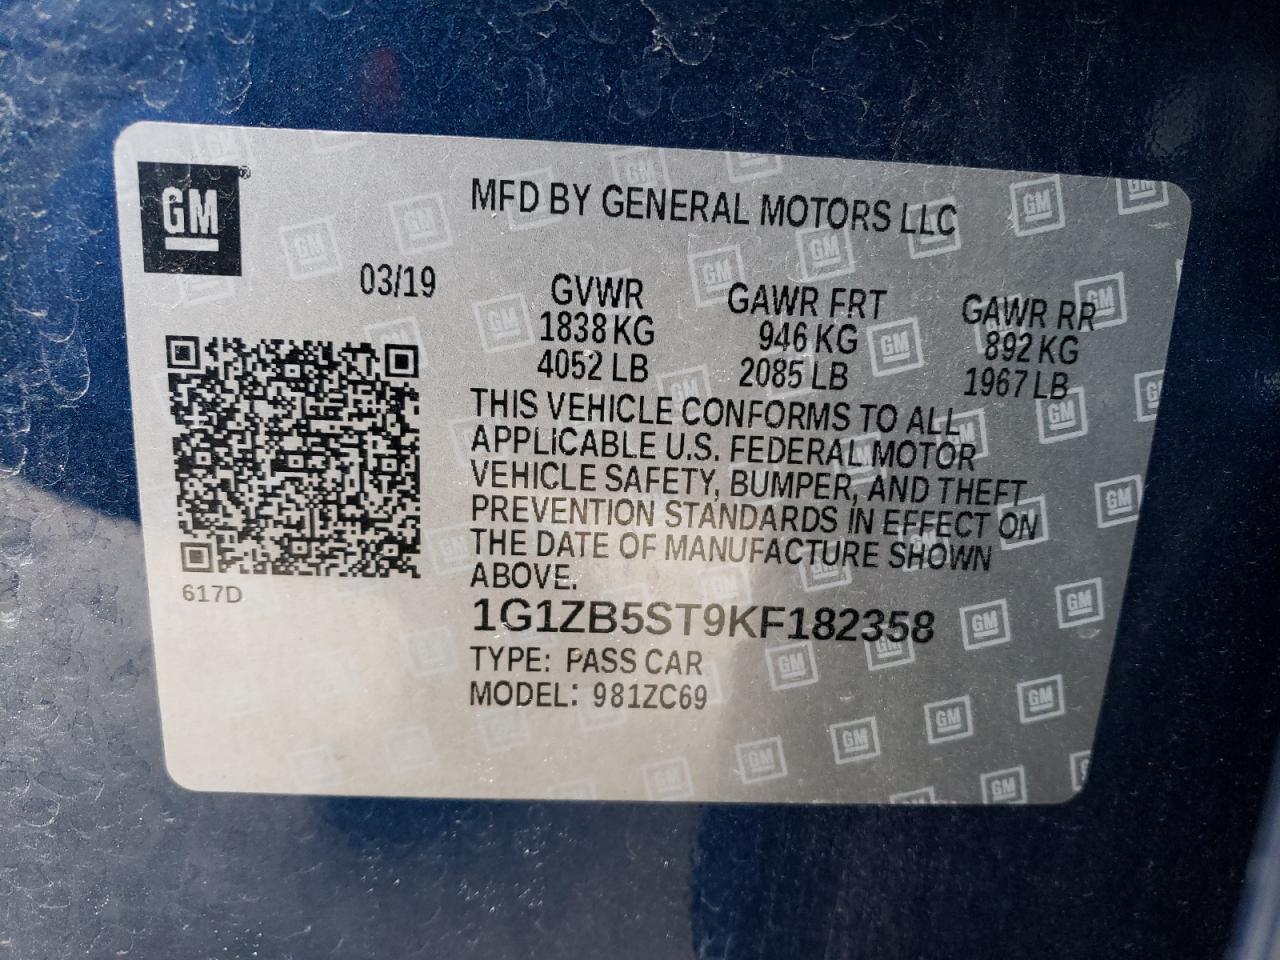 GM®
MFD BY GENERAL MOTORS LLC
03/19
GVWR GAWR FRT GAWR RR
1838 KG 946 KG 892 KG
4052 LB 2085 LB 1967 LB
THIS VEHICLE CONFORMS TO ALL
APPLICABLE U.S. FEDERAL MOTOR
VEHICLE SAFETY, BUMPER, AND THEFT
PREVENTION STANDARDS IN EFFECT ON
THE DATE OF MANUFACTURE SHOWN
ABOVE.
617D
1G1ZB5ST9KF182358
TYPE: PASS CAR
MODEL: 981ZC69